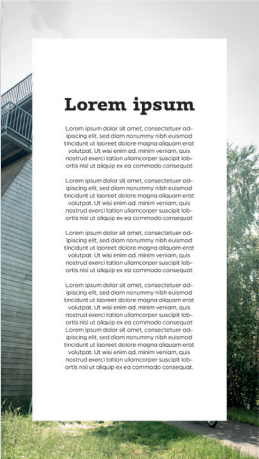 Lorem ipsum
Lorem ipsum dolor sit amet, consectetuer ad-
ipiscing elit, sed diam nonummy nibh euismod
tincidunt ut laoreet dolore magna aliquam erat
volutpat. Ut wisi enim ad. minim veniam, quis
nostrud exerci tation ullamcorper suscipit lob-
ortis nisl ut aliquip ex ea commodo consequat
Lorem ipsum dolor sit amet, consectetuer ad-
ipiscing elit, sed diam nonummy nibh euismod
tincidunt ut laoreet dolore magna aliquam erat
volutpat. Ut wisi enim ad. minim veniam, quis
nostrud exerci tation ullamcorper suscipit lob-
ortis nisl ut aliquip ex ea commodo consequat
Lorem ipsum dolor sit amet, consectetuer ad-
ipiscing elit, sed diam nonummy nibh euismod
tincidunt ut laoreet dolore magna aliquam erat
volutpat. Ut wisi enim ad. minim veniam, quis
nostrud exerci tation ullamcorper suscipit lob-
ortis nisl ut aliquip ex ea commodo consequat
Lorem ipsum dolor sit amet, consectetuer ad-
ipiscing elit, sed diam nonummy nibh euismod
tincidunt ut laoreet dolore magna aliquam erat
volutpat. Ut wisi enim ad. minim veniam, quis
nostrud exerci tation ullamcorper suscipit lob-
ortis nisl ut aliquip ex ea commodo consequat
Lorem ipsum dolor sit amet, consectetuer ad-
ipiscing elit, sed diam nonummy nibh euismod
tincidunt ut laoreet dolore magna aliquam erat
volutpat. Ut wisi enim ad. minim veniam, quis
nostrud exerci tation ullamcorper suscipit lob-
ortis nisl ut aliquip ex ea commodo consequat.